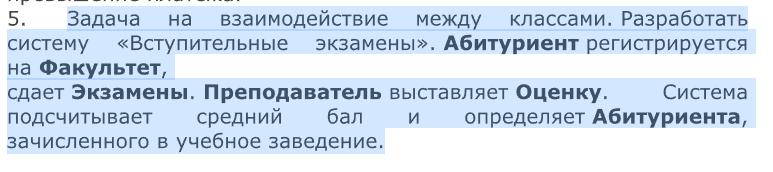 превышение платежа.
5. Задача на взаимодействие между классами. Разработать
систему «Вступительные экзамены». Абитуриент регистрируется
на Факультет,
сдает Экзамены. Преподаватель выставляет Оценку. Система
подсчитывает средний бал и определяет Абитуриента,
зачисленного в учебное заведение.